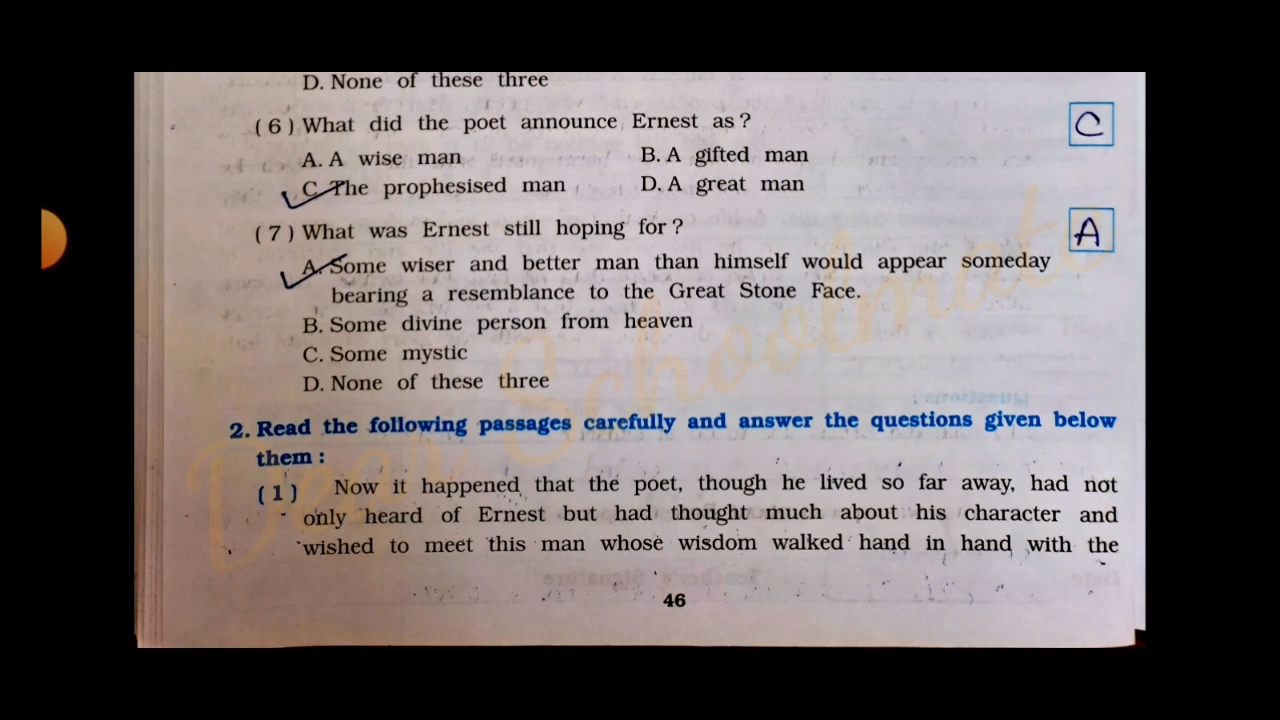 D. None of these three
(6) What did the poet announce Ernest as?
C
A. A wise man B. A gifted man
C. The prophesised man D. A great man
(7) What was Ernest still hoping for?
A
A. Some wiser and better man than himself would appear someday
bearing a resemblance to the Great Stone Face.
B. Some divine person from heaven
C. Some mystic
D. None of these three
2. Read the following passages carefully and answer the questions given below
them :
(1) Now it happened that the poet, though he lived so far away, had not
only heard of Ernest but had thought much about his character and
wished to meet this man whose wisdom walked hand in hand with the
46
Dear Schoolmate